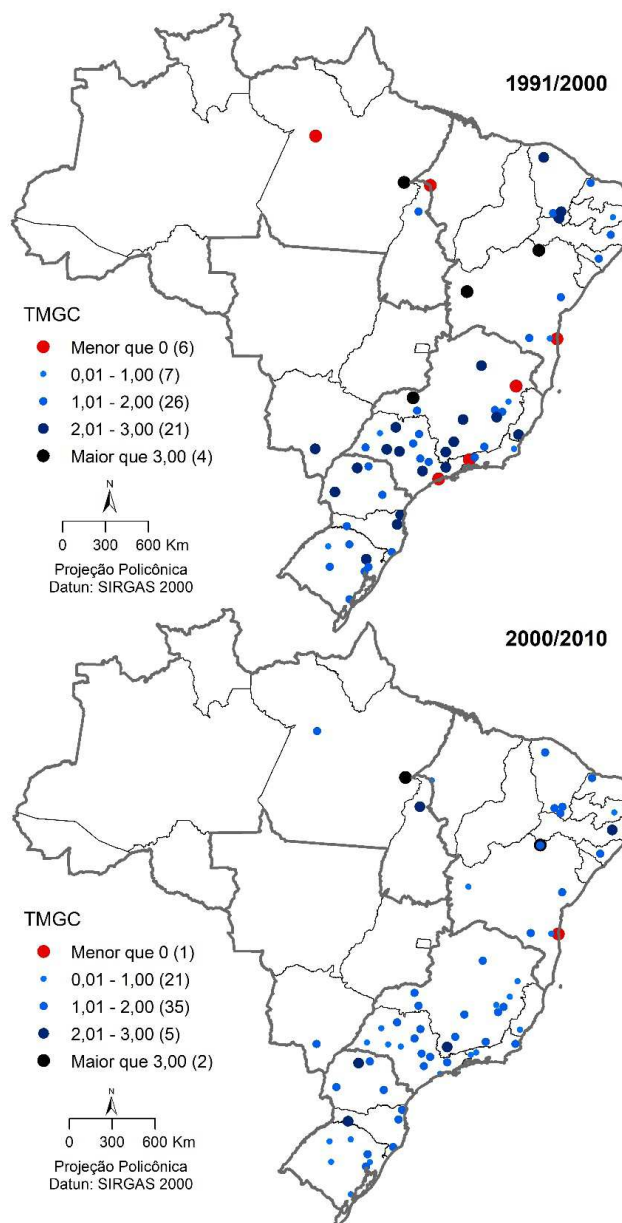 1991/2000
TMGC
Menor que 0 (6)
0,01 - 1,00 (7)
1,01 - 2,00 (26)
2,01 - 3,00 (21)
Maior que 3,00 (4)
N
0 300 600 Km
Projeção Policônica
Datun: SIRGAS 2000
2000/2010
TMGC
Menor que 0 (1)
0,01 - 1,00 (21)
1,01 - 2,00 (35)
2,01 - 3,00 (5)
Maior que 3,00 (2)
N
0 300 600 Km
Projeção Policônica
Datun: SIRGAS 2000